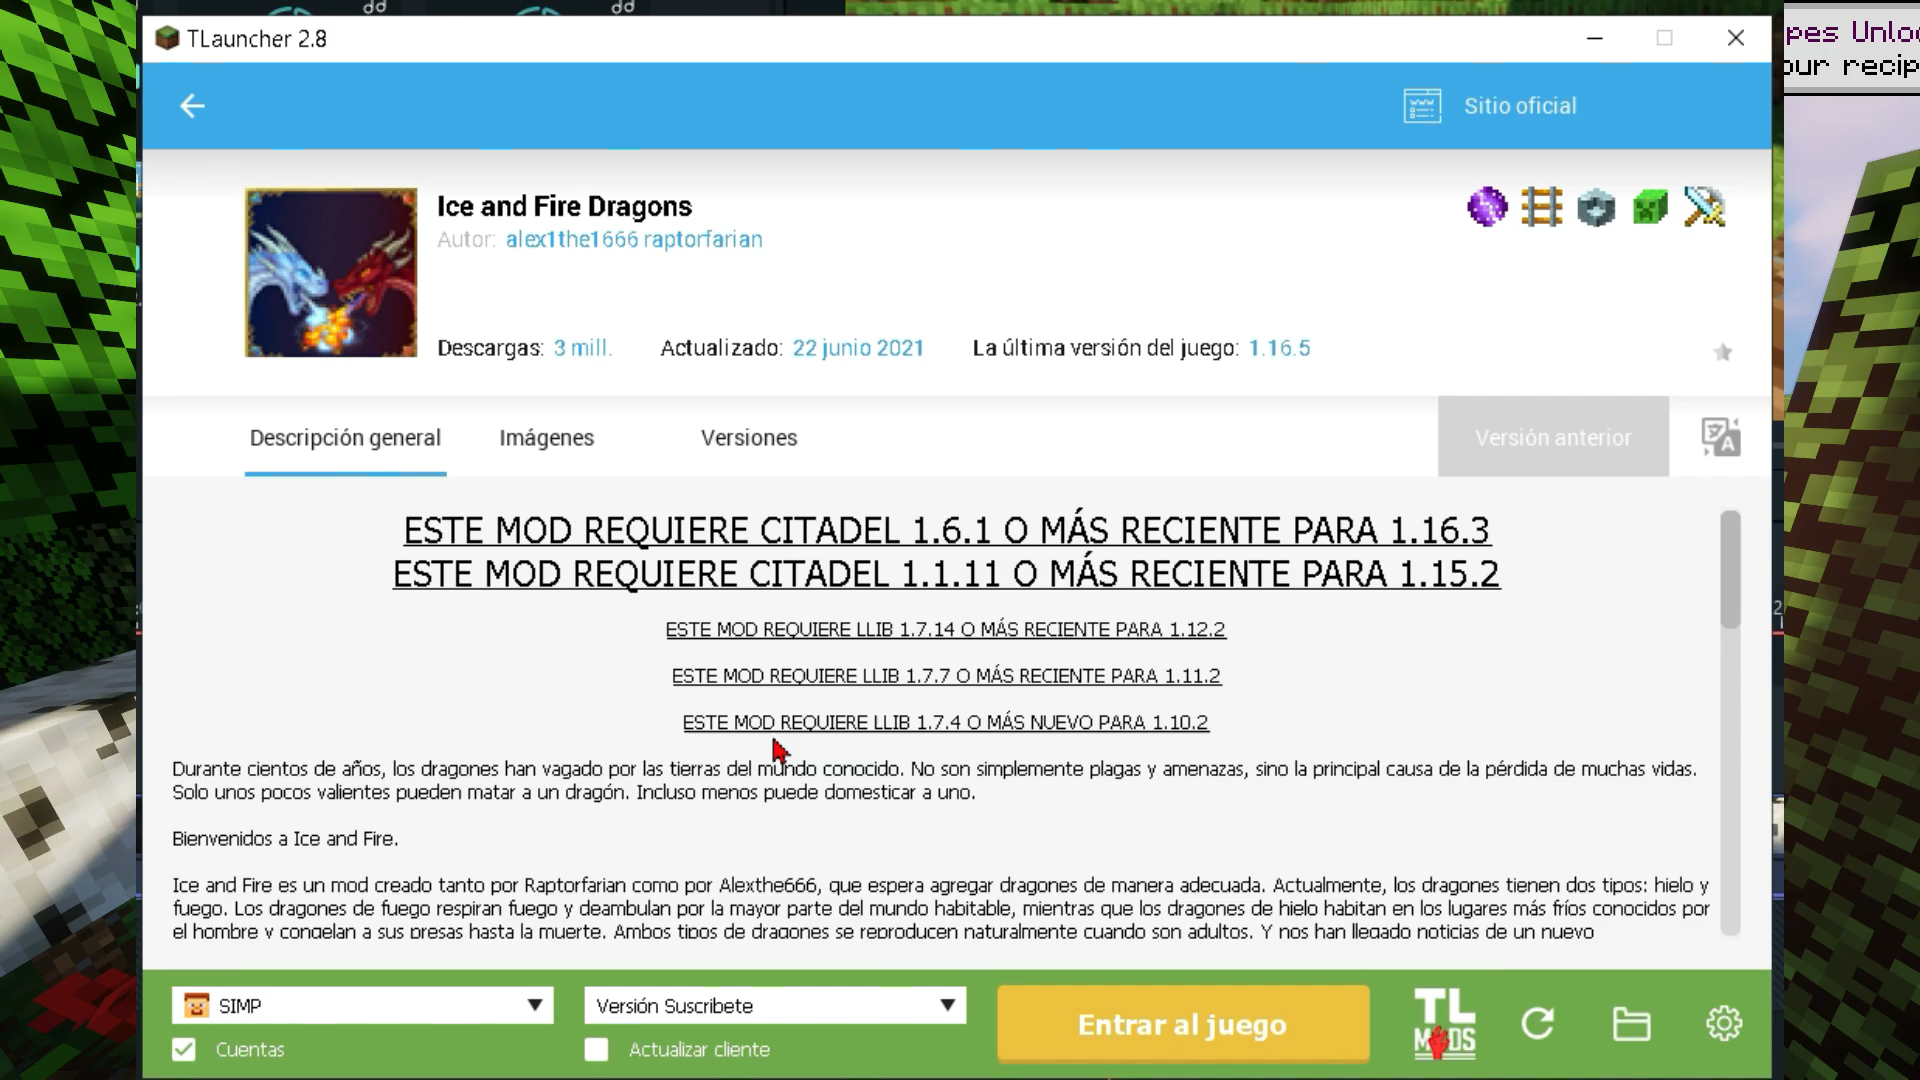 TLauncher 2.8
pes Unlo
our recip
Sitio oficial
Ice and Fire Dragons
Autor: alex1the1666 raptorfarian
Descargas: 3 mill. Actualizado: 22 junio 2021 La última versión del juego: 1.16.5
Descripción general Imágenes Versiones Versión anterior
ESTE MOD REQUIERE CITADEL 1.6.1 O MÁS RECIENTE PARA 1.16.3
ESTE MOD REQUIERE CITADEL 1.1.11 O MÁS RECIENTE PARA 1.15.2
ESTE MOD REQUIERE LLIB 1.7.14 O MÁS RECIENTE PARA 1.12.2
ESTE MOD REQUIERE LLIB 1.7.7 O MÁS RECIENTE PARA 1.11.2
ESTE MOD REQUIERE LLIB 1.7.4 O MÁS NUEVO PARA 1.10.2
Durante cientos de años, los dragones han vagado por las tierras del mundo conocido. No son simplemente plagas y amenazas, sino la principal causa de la pérdida de muchas vidas.
Solo unos pocos valientes pueden matar a un dragón. Incluso menos puede domesticar a uno.
Bienvenidos a Ice and Fire.
Ice and Fire es un mod creado tanto por Raptorfarian como por Alexthe666, que espera agregar dragones de manera adecuada. Actualmente, los dragones tienen dos tipos: hielo y
fuego. Los dragones de fuego respiran fuego y deambulan por la mayor parte del mundo habitable, mientras que los dragones de hielo habitan en los lugares más fríos conocidos por
el hombre y congelan a sus presas hasta la muerte. Ambos tipos de dragones se reproducen naturalmente cuando son adultos. Y nos han llegado noticias de un nuevo
SIMP Versión Suscribete Entrar al juego TL MODS
Cuentas Actualizar cliente